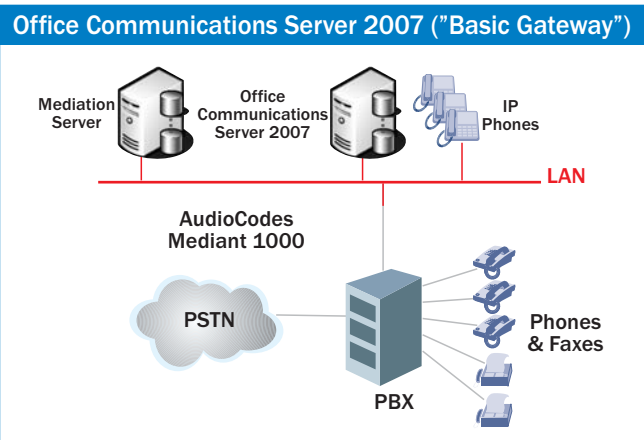 Office Communications Server 2007 ("Basic Gateway")
Mediation
Server
Office
Communications
Server 2007
IP
Phones
LAN
AudioCodes
Mediant 1000
PSTN
Phones
& Faxes
PBX